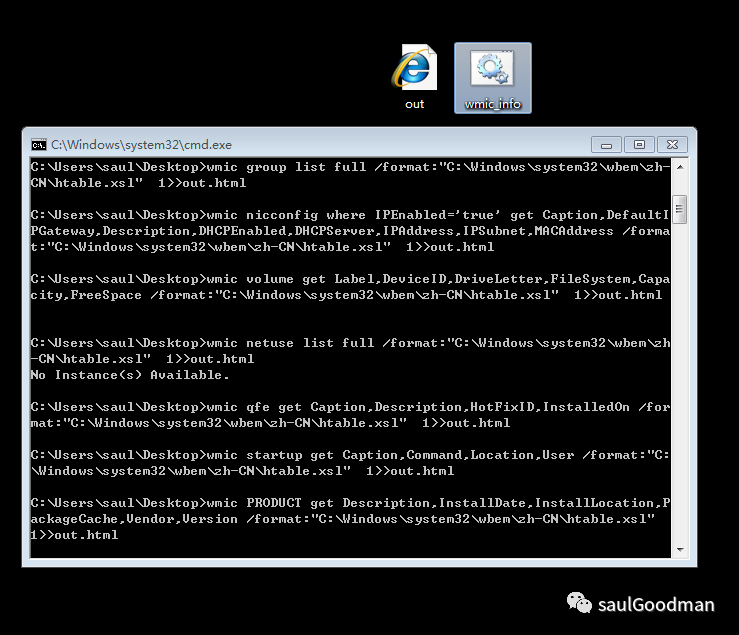 out
wmic_info
C:\Windows\system32\cmd.exe
C:\Users\saul\Desktop>wmic group list full /format:"C:\Windows\system32\wbem\zh-
CN\htable.xsl"  1>>out.html
C:\Users\saul\Desktop>wmic nicconfig where IPEnabled='true' get Caption,DefaultI
PGateway,Description,DHCPEnabled,DHCPServer,IPAddress,IPSubnet,MACAddress /forma
t:"C:\Windows\system32\wbem\zh-CN\htable.xsl"  1>>out.html
C:\Users\saul\Desktop>wmic volume get Label,DeviceID,DriveLetter,FileSystem,Capa
city,FreeSpace /format:"C:\Windows\system32\wbem\zh-CN\htable.xsl"  1>>out.html
C:\Users\saul\Desktop>wmic netuse list full /format:"C:\Windows\system32\wbem\zh
-CN\htable.xsl"  1>>out.html
No Instance(s) Available.
C:\Users\saul\Desktop>wmic qfe get Caption,Description,HotFixID,InstalledOn /for
mat:"C:\Windows\system32\wbem\zh-CN\htable.xsl"  1>>out.html
C:\Users\saul\Desktop>wmic startup get Caption,Command,Location,User /format:"C:
\Windows\system32\wbem\zh-CN\htable.xsl"  1>>out.html
C:\Users\saul\Desktop>wmic PRODUCT get Description,InstallDate,InstallLocation,P
ackageCache,Vendor,Version /format:"C:\Windows\system32\wbem\zh-CN\htable.xsl"
1>>out.html
saulGoodman